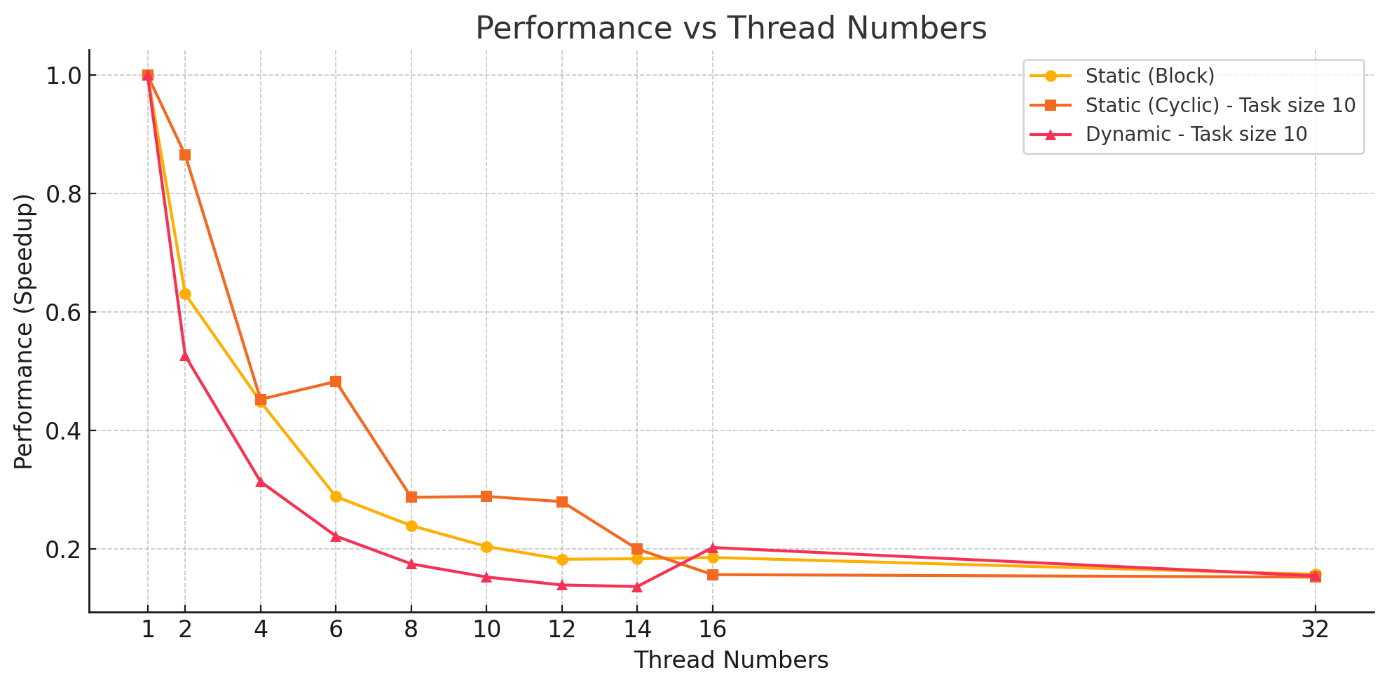 Performance vs Thread Numbers
Static (Block)
Static (Cyclic) - Task size 10
Dynamic - Task size 10
Performance (Speedup)
1.0
0.8
0.6
0.4
0.2
1 2 4 6 8 10 12 14 16 32
Thread Numbers